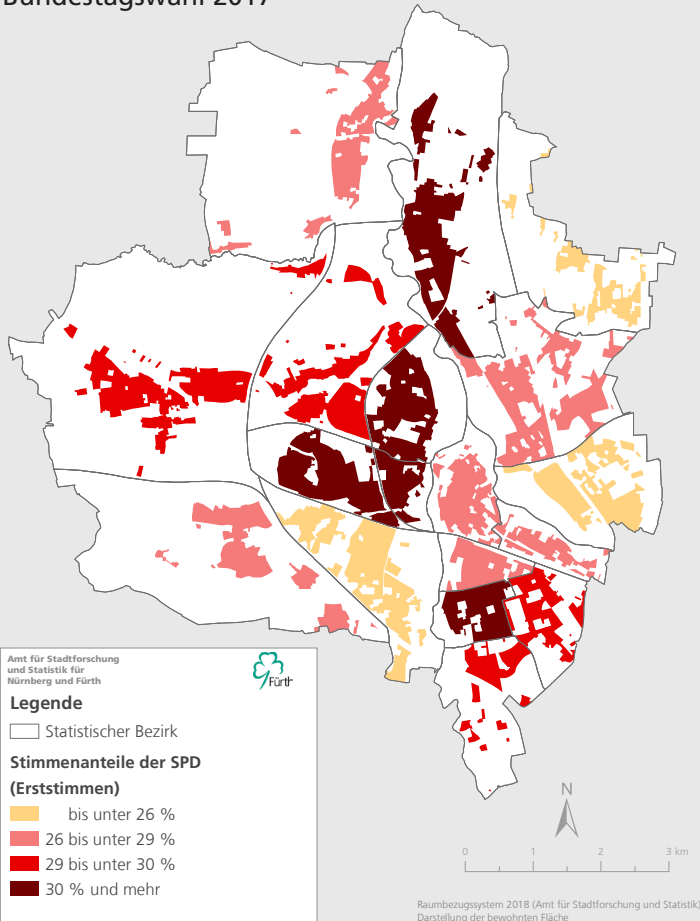 Bundestagswahl 2017
Amt für Stadtforschung
und Statistik für
Nürnberg und Fürth
Fürth
Legende
Statistischer Bezirk
Stimmenanteile der SPD
(Erststimmen)
bis unter 26 %
26 bis unter 29 %
29 bis unter 30 %
30 % und mehr
N
0 1 2 3 km
Raumbezugssystem 2018 (Amt für Stadtforschung und Statistik)
Darstellung der bewohnten Fläche